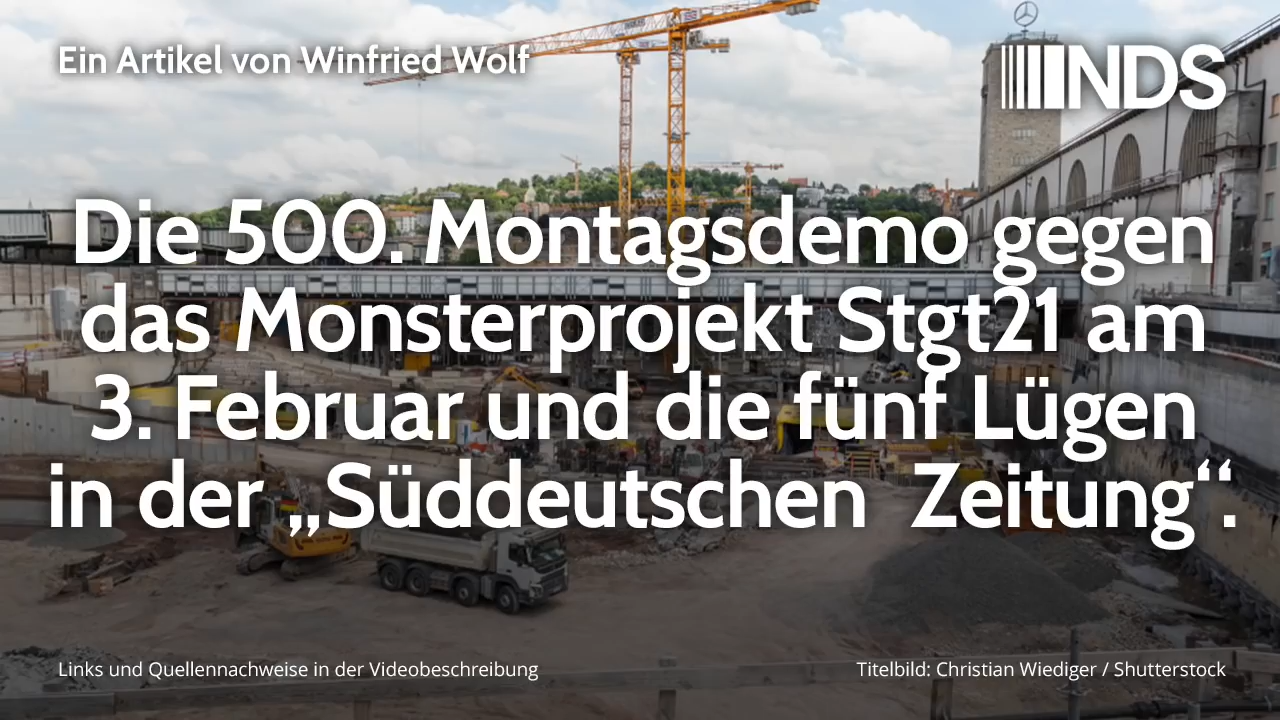 Ein Artikel von Winfried Wolf
NDS
Die 500. Montagsdemo gegen
das Monsterprojekt Stgt21 am
3. Februar und die fünf Lügen
in der „Süddeutschen  Zeitung“.
Links und Quellennachweise in der Videobeschreibung
Titelbild: Christian Wiediger / Shutterstock